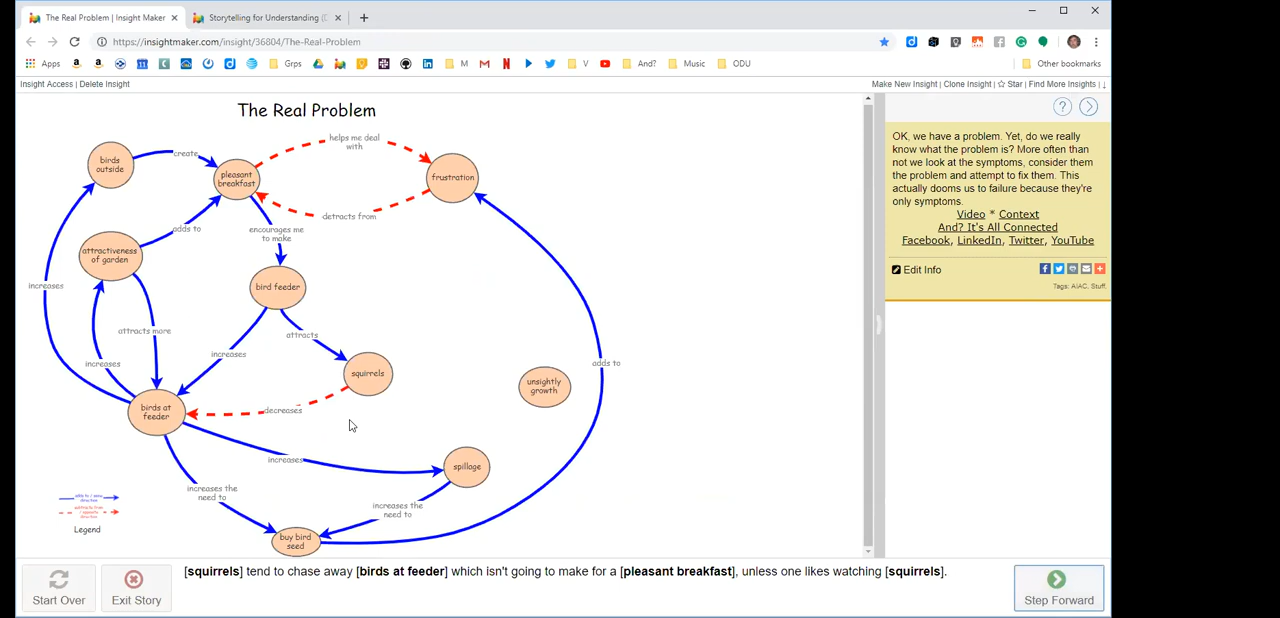 The Real Problem | Insight Maker
Storytelling for Understanding (D
https://insightmaker.com/insight/36804/The-Real-Problem
Apps
Grps
M
V
And?
Music
ODU
Other bookmarks
Insight Access | Delete Insight
Make New Insight | Clone Insight | ☆ Star | Find More Insights | ↓
The Real Problem
birds
outside
create
pleasant
breakfast
helps me deal
with
frustration
detracts from
adds to
encourages me
to make
attractiveness
of garden
bird feeder
increases
attracts more
attracts
increases
increases
squirrels
adds to
unsightly
growth
birds at
feeder
decreases
increases
spillage
increases the
need to
increases the
need to
buy bird
seed
adds to / same
direction
subtracts from
/ opposite
direction
Legend
OK, we have a problem. Yet, do we really
know what the problem is? More often than
not we look at the symptoms, consider them
the problem and attempt to fix them. This
actually dooms us to failure because they're
only symptoms.
Video * Context
And? It's All Connected
Facebook, LinkedIn, Twitter, YouTube
Edit Info
Tags: AIAC, Stuff,
[squirrels] tend to chase away [birds at feeder] which isn't going to make for a [pleasant breakfast], unless one likes watching [squirrels].
Start Over
Exit Story
Step Forward